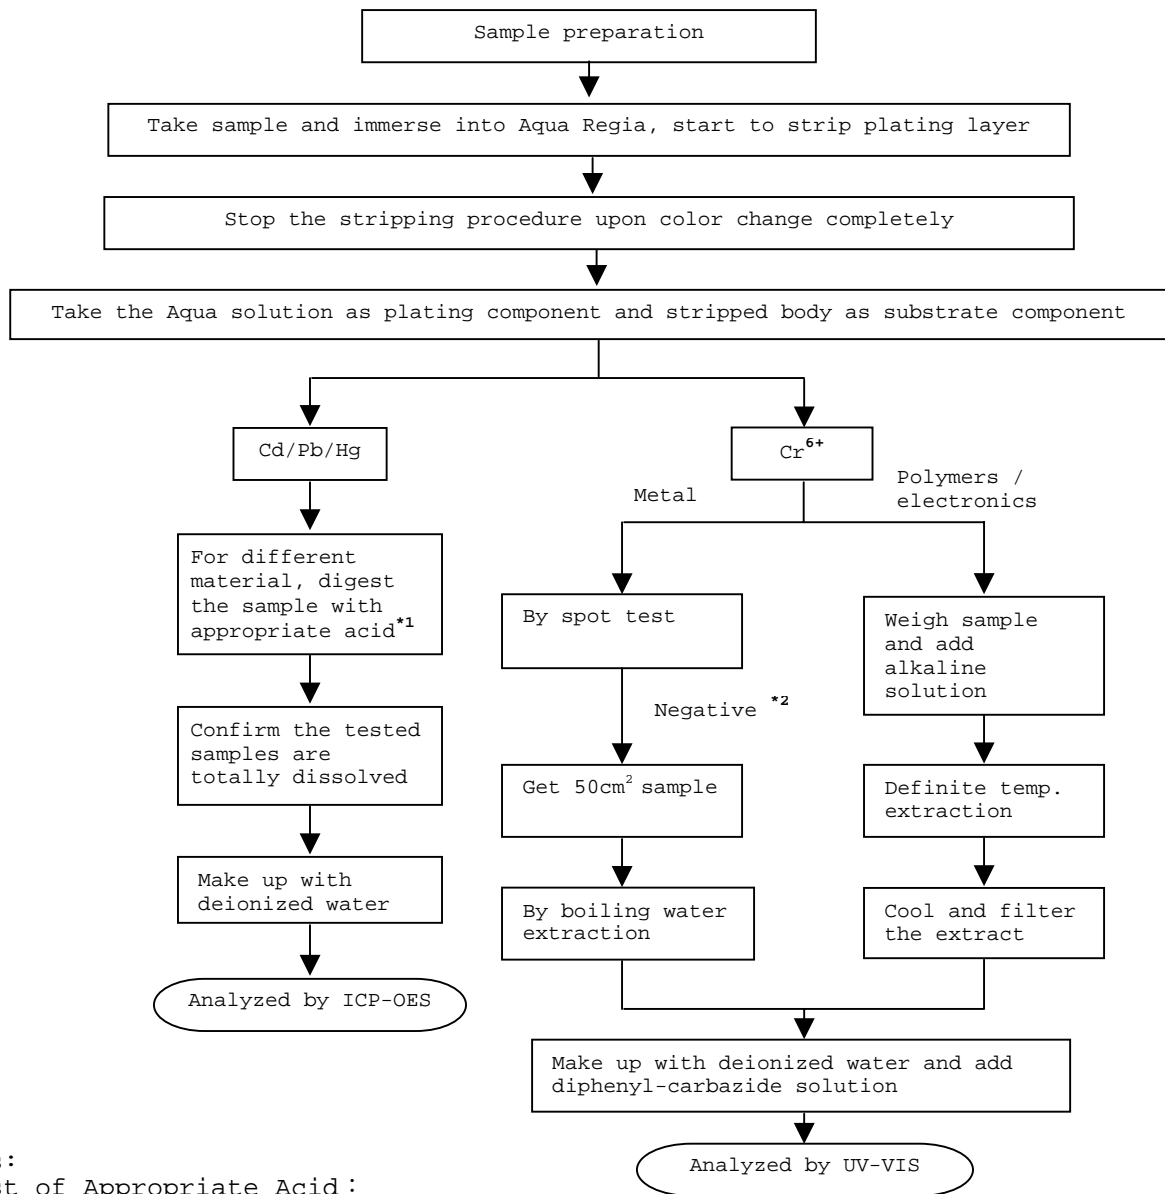 Sample preparation
Take sample and immerse into Aqua Regia, start to strip plating layer
Stop the stripping procedure upon color change completely
Take the Aqua solution as plating component and stripped body as substrate component
Cd/Pb/Hg
For different
material, digest
the sample with
appropriate acid*1
Confirm the tested
samples are
totally dissolved
Make up with
deionized water
Analyzed by ICP-OES
Cr6+
Metal
Polymers /
electronics
By spot test
Negative *2
Get 50cm2 sample
By boiling water
extraction
Weigh sample
and add
alkaline
solution
Definite temp.
extraction
Cool and filter
the extract
Make up with deionized water and add
diphenyl-carbazide solution
Analyzed by UV-VIS
of Appropriate Acid: